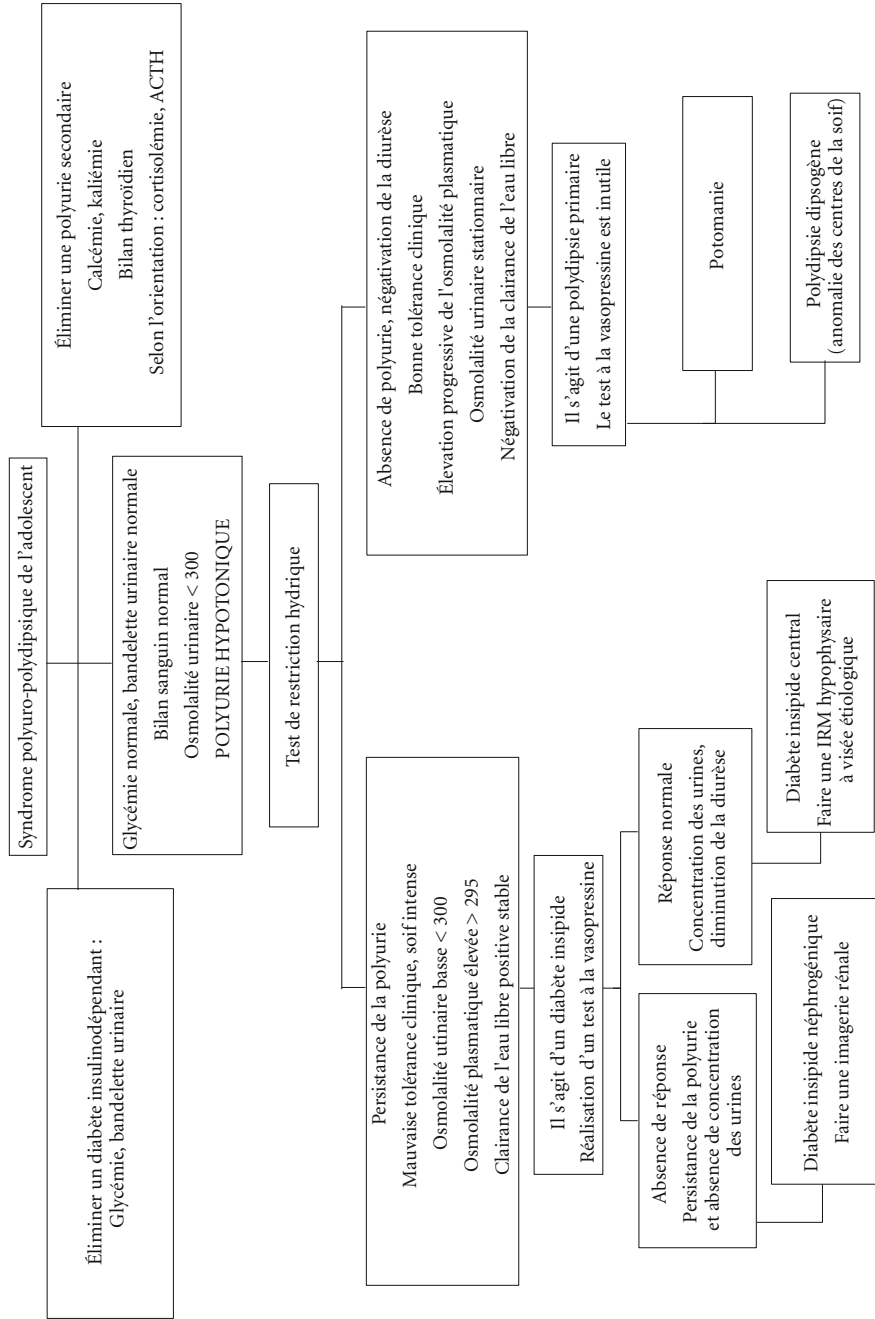 Syndrome polyuro-polydipsique de l'adolescent
Éliminer un diabète insulinodépendant :
Glycémie, bandelette urinaire
Glycémie normale, bandelette urinaire normale
Bilan sanguin normal
Osmolalité urinaire < 300
POLYURIE HYPOTONIQUE
Éliminer une polyurie secondaire
Calcémie, kaliémie
Bilan thyroïdien
Selon l'orientation : cortisolémie, ACTH
Test de restriction hydrique
Persistance de la polyurie
Mauvaise tolérance clinique, soif intense
Osmolalité utinaire basse < 300
Osmolalité plasmatique élevée > 295
Clairance de l'eau libre positive stable
Absence de polyurie, négativation de la diurèse
Bonne tolérance clinique
Élevation progressive de l'osmolalité plasmatique
Osmolalité urinaire stationnaire
Négativation de la clairance de l'eau libre
Il s'agit d'un diabète insipide
Réalisation d'un test à la vasopressine
Il s'agit d'une polydipsie primaire
Le test à la vasopressine est inutile
Absence de réponse
Persistance de la polyurie
et absence de concentration
des urines
Réponse normale
Concentration des urines,
diminution de la diurèse
Potomanie
Diabète insipide néphrogénique
Faire une imagerie rénale
Diabète insipide central
Faire une IRM hypophysaire
à visée étiologique
Polydipsie dipsogène
(anomalie des centres de la soif)